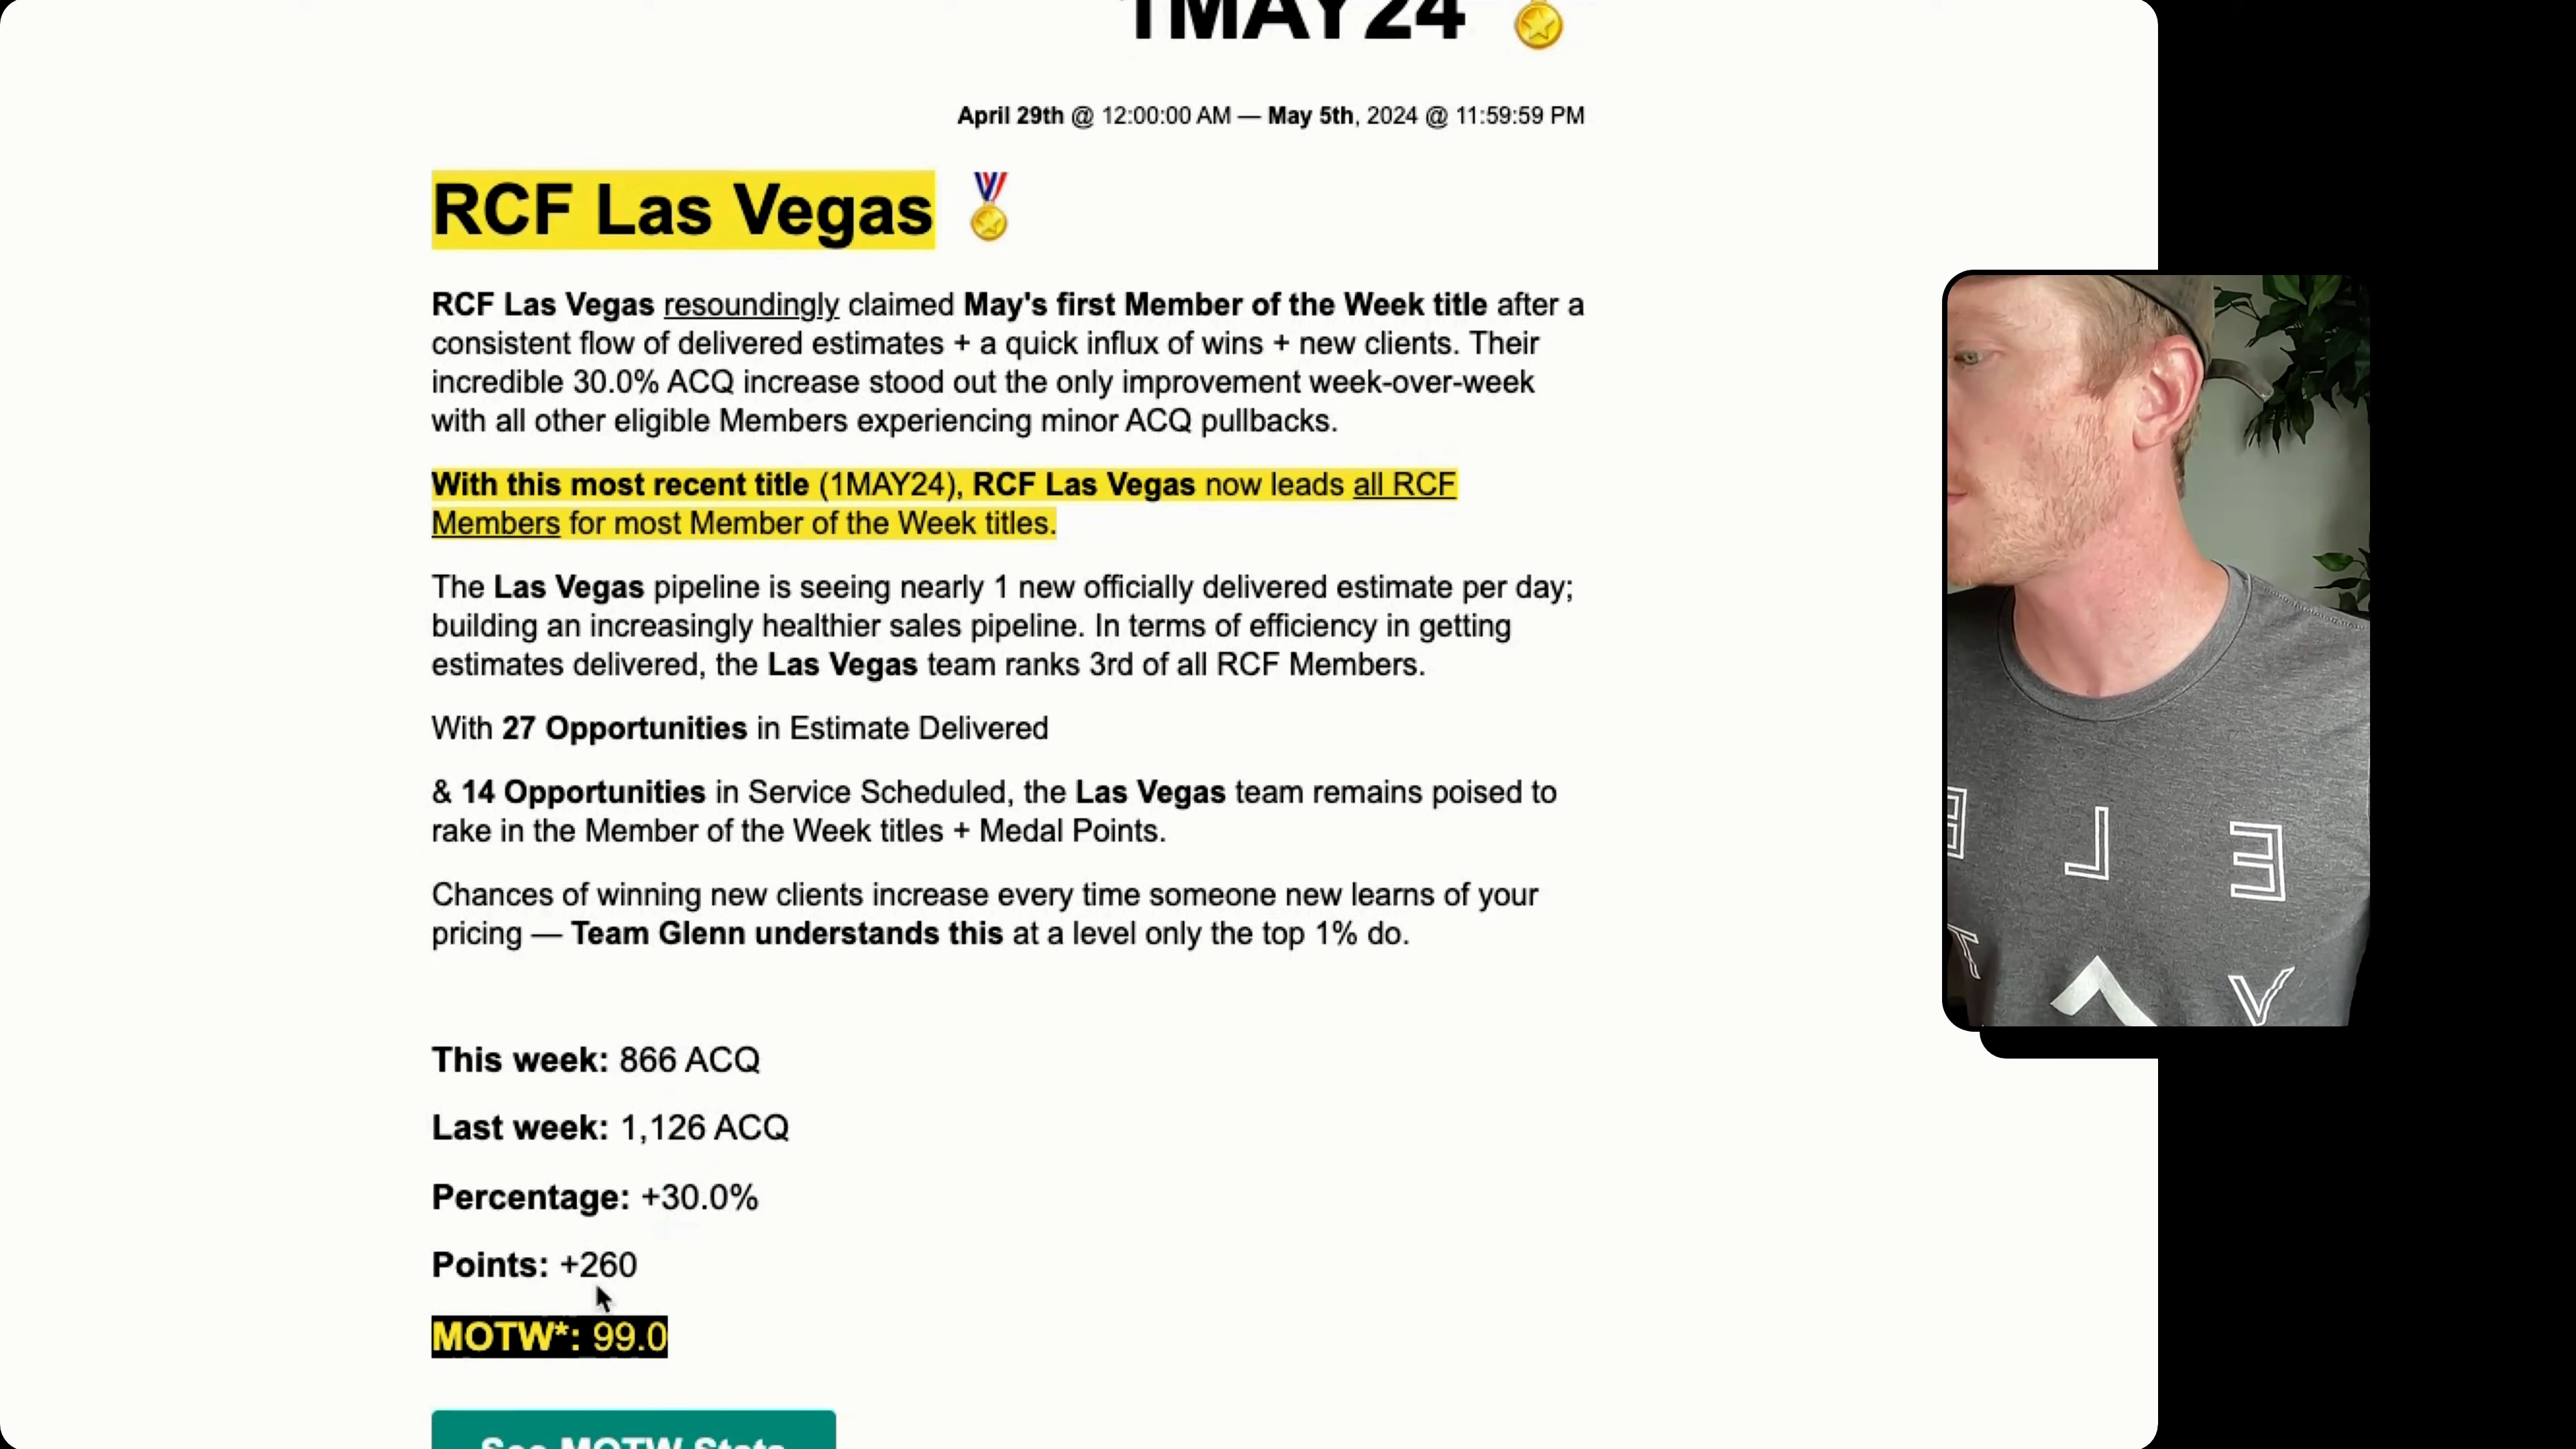 1MAY24
April 29th @ 12:00:00 AM — May 5th, 2024 @ 11:59:59 PM
RCF Las Vegas
RCF Las Vegas resoundingly claimed May's first Member of the Week title after a
consistent flow of delivered estimates + a quick influx of wins + new clients. Their
incredible 30.0% ACQ increase stood out the only improvement week-over-week
with all other eligible Members experiencing minor ACQ pullbacks.
With this most recent title (1MAY24), RCF Las Vegas now leads all RCF
Members for most Member of the Week titles.
The Las Vegas pipeline is seeing nearly 1 new officially delivered estimate per day;
building an increasingly healthier sales pipeline. In terms of efficiency in getting
estimates delivered, the Las Vegas team ranks 3rd of all RCF Members.
With 27 Opportunities in Estimate Delivered
& 14 Opportunities in Service Scheduled, the Las Vegas team remains poised to
rake in the Member of the Week titles + Medal Points.
Chances of winning new clients increase every time someone new learns of your
pricing — Team Glenn understands this at a level only the top 1% do.
This week: 866 ACQ
Last week: 1,126 ACQ
Percentage: +30.0%
Points: +260
MOTW*: 99.0
See MOTW Stats